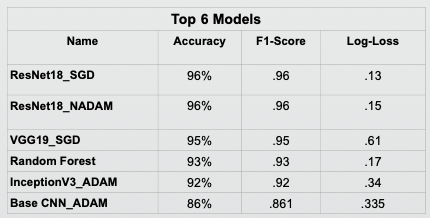 Top 6 Models
Name Accuracy F1-Score Log-Loss
ResNet18_SGD 96% .96 .13
ResNet18_NADAM 96% .96 .15
VGG19_SGD 95% .95 .61
Random Forest 93% .93 .17
InceptionV3_ADAM 92% .92 .34
Base CNN_ADAM 86% .861 .335